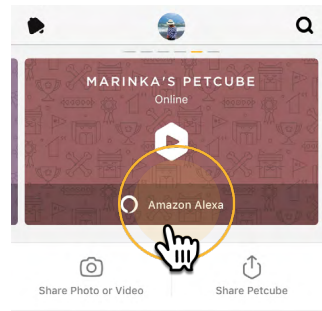 MARINKA'S PETCUBE
Online
Amazon Alexa
Share Photo or Video
Share Petcube